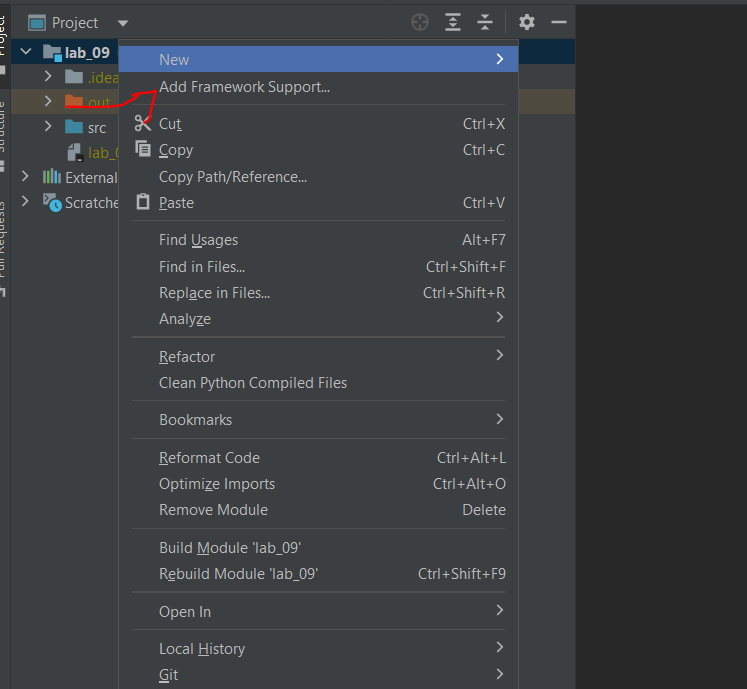 Project
lab_09
New
.idea
Add Framework Support...
out
Cut Ctrl+X
src
Copy Ctrl+C
lab_
External
Copy Path/Reference...
Scratche
Paste Ctrl+V
Find Usages Alt+F7
Find in Files... Ctrl+Shift+F
Replace in Files... Ctrl+Shift+R
Analyze
Refactor
Clean Python Compiled Files
Bookmarks
Reformat Code Ctrl+Alt+L
Optimize Imports Ctrl+Alt+O
Remove Module Delete
Build Module 'lab_09'
Rebuild Module 'lab_09' Ctrl+Shift+F9
Open In
Local History
Git
Project
Structure
Pull Requests